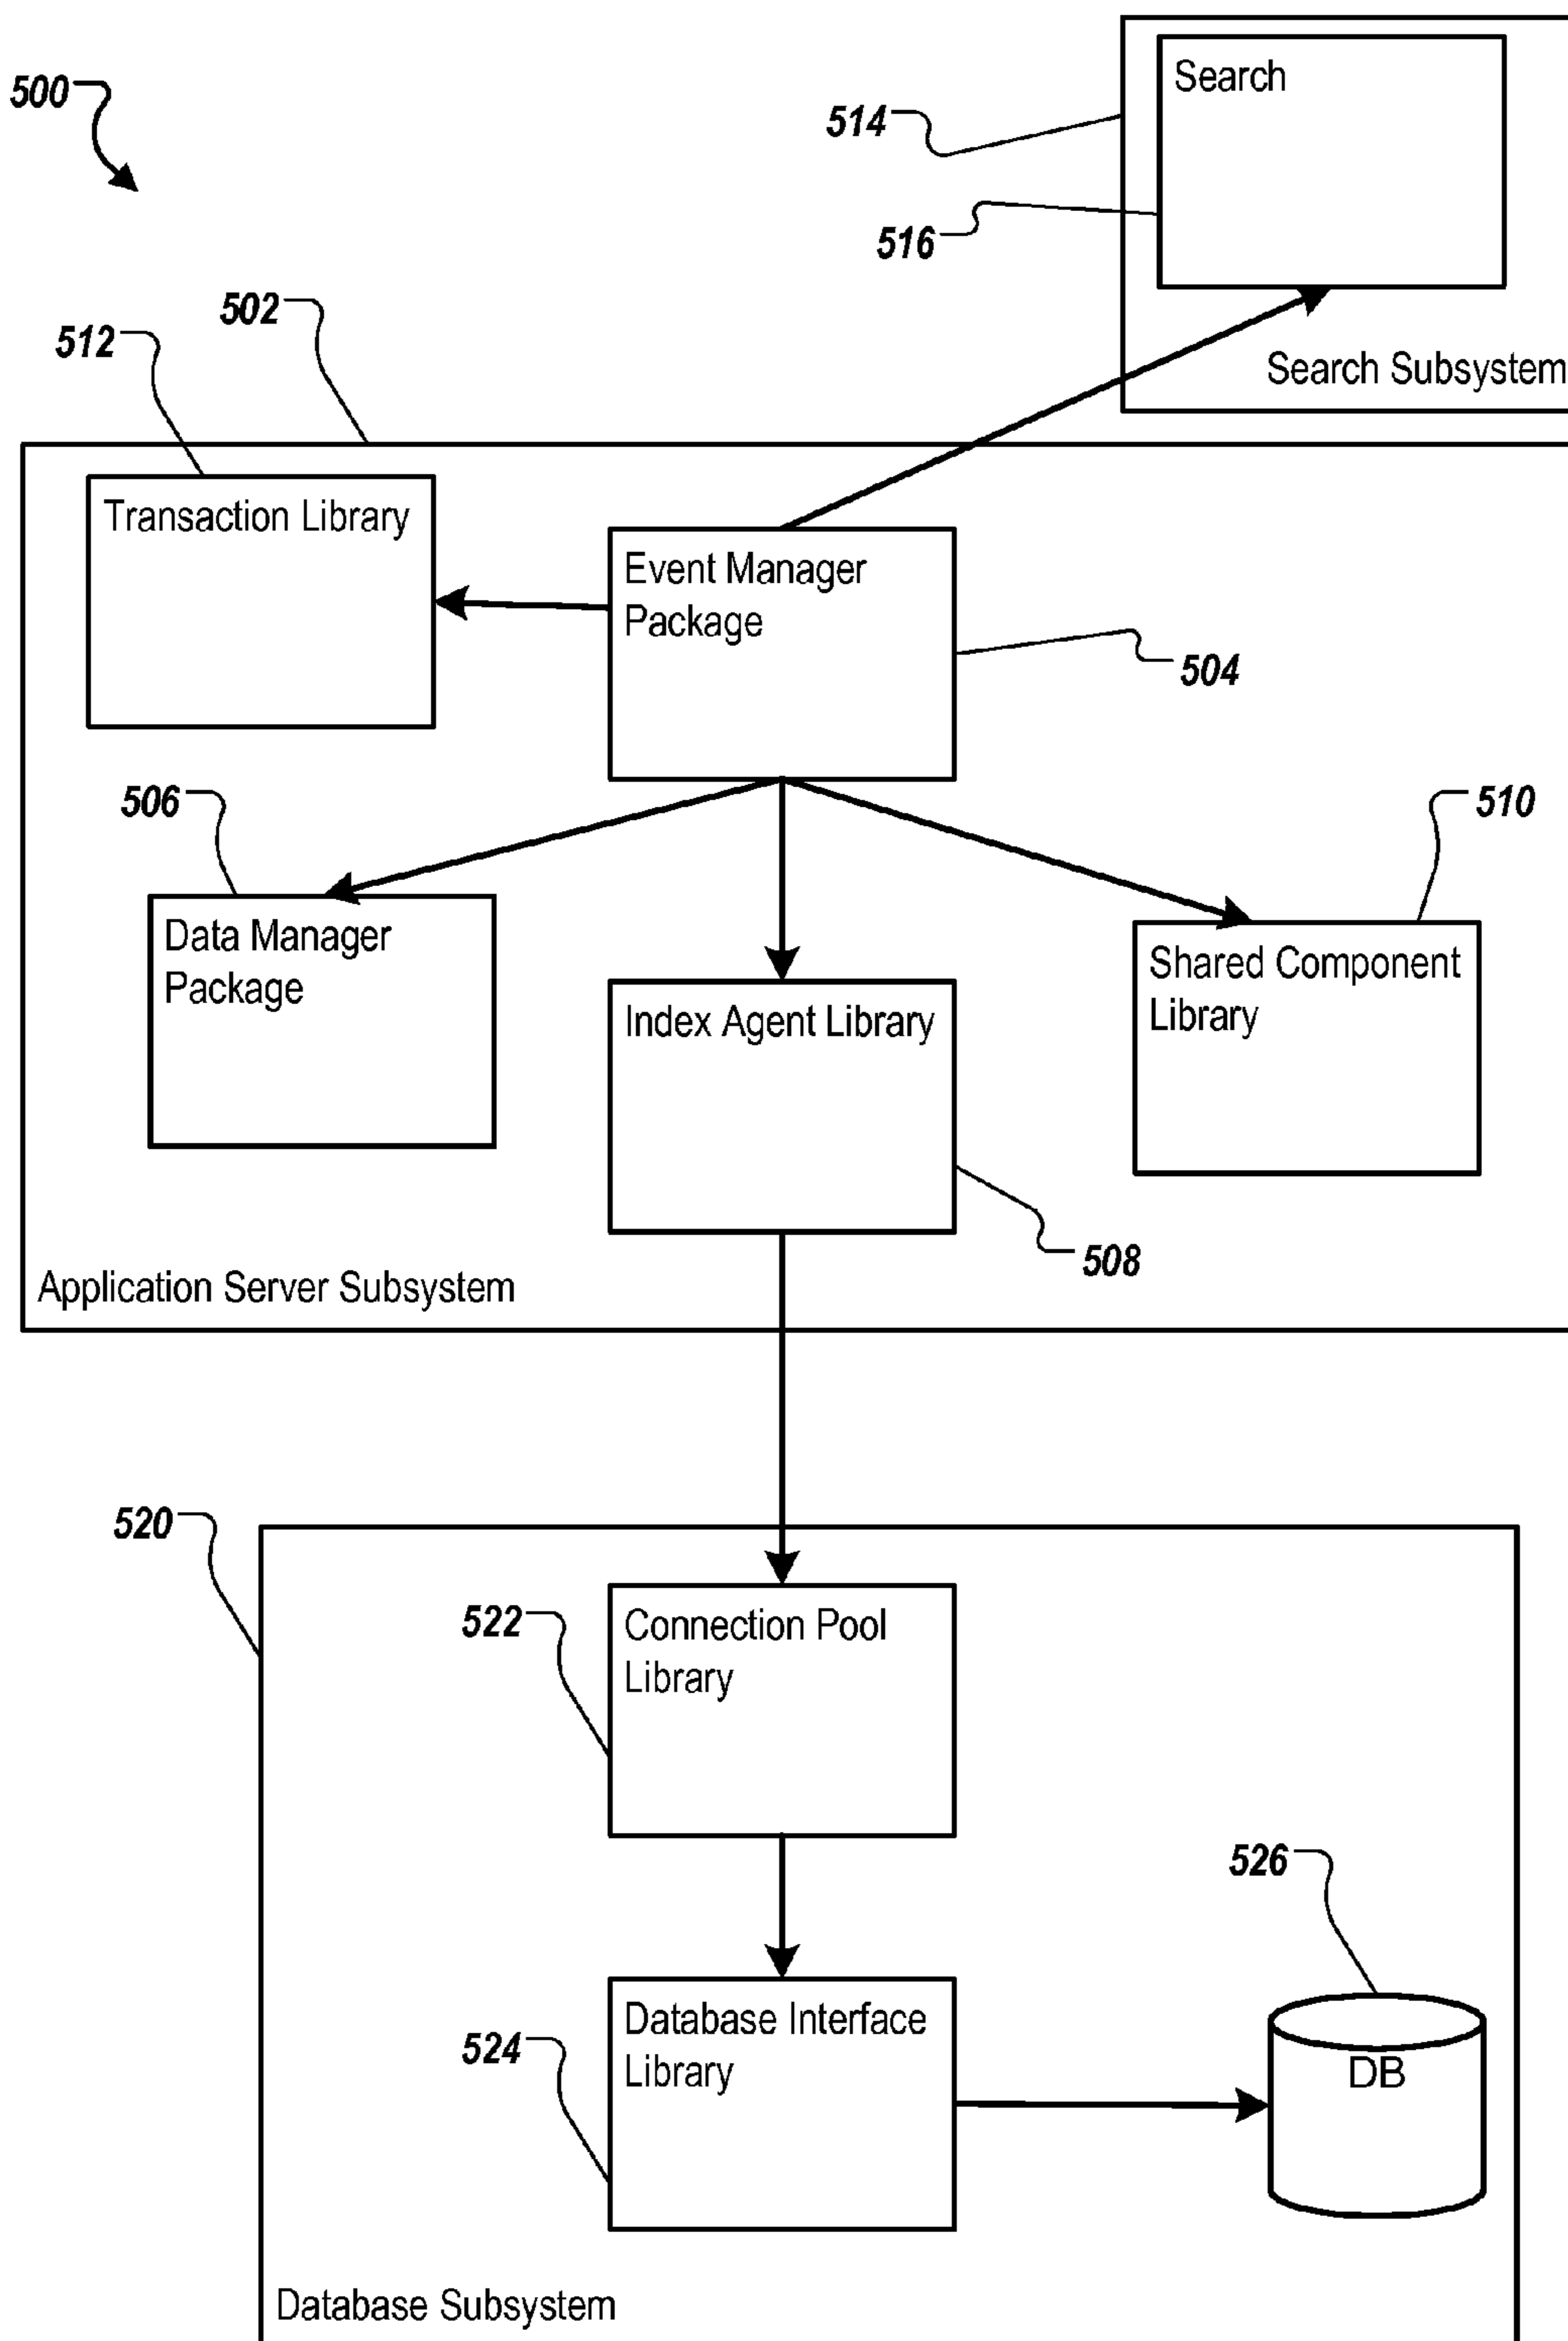 500
514
Search
516
Search Subsystem
502
512
Transaction Library
Event Manager
Package
504
506
510
Data Manager
Package
Index Agent Library
Shared Component
Library
508
Application Server Subsystem
520
522
Connection Pool
Library
526
524
Database Interface
Library
DB
Database Subsystem